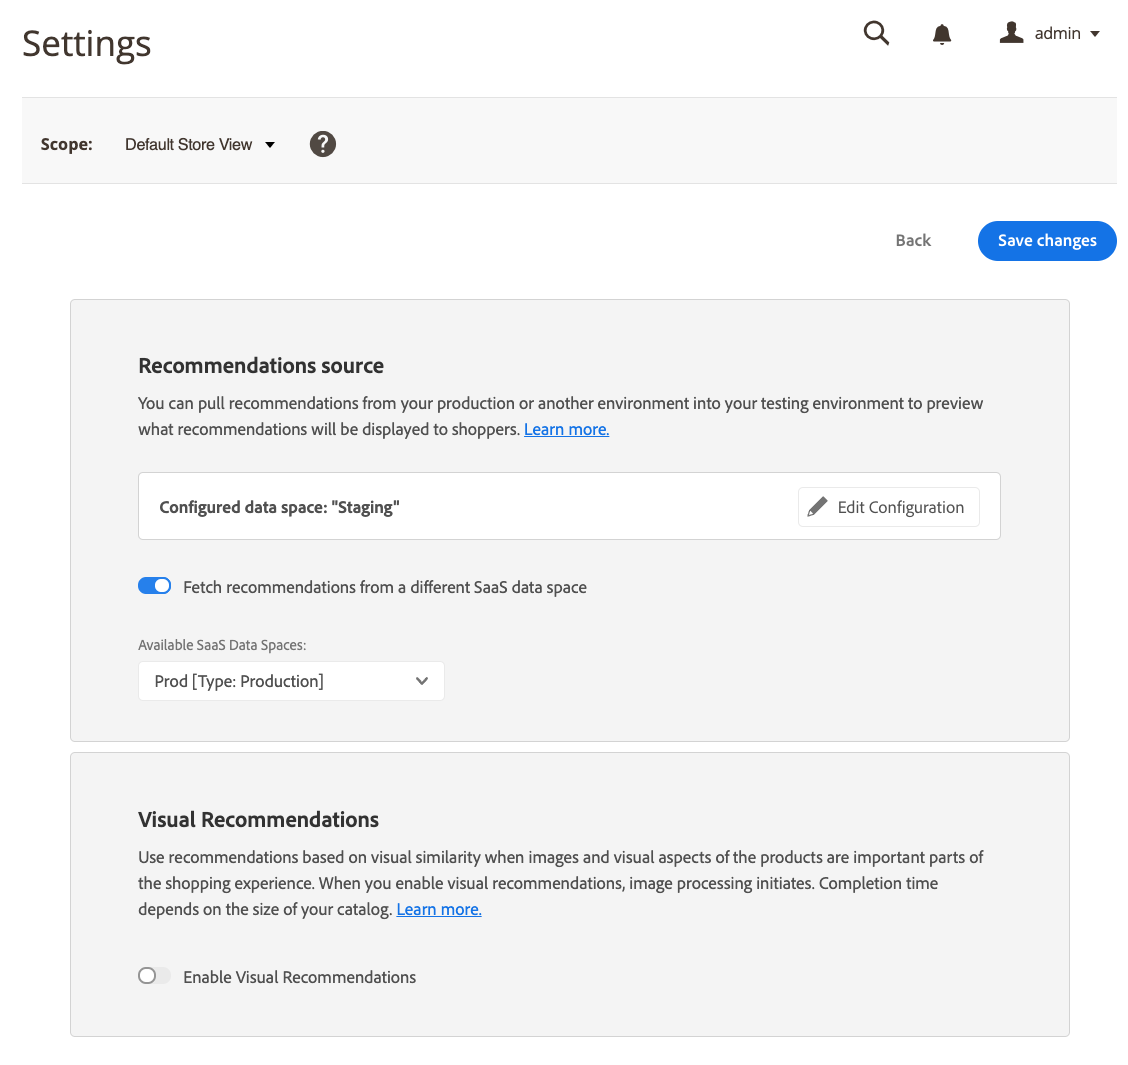 Settings
admin
Scope:
Default Store View
?
Back
Save changes
Recommendations source
You can pull recommendations from your production or another environment into your testing environment to preview
what recommendations will be displayed to shoppers. Learn more.
Configured data space: "Staging"
Edit Configuration
Fetch recommendations from a different SaaS data space
Available SaaS Data Spaces:
Prod [Type: Production]
Visual Recommendations
Use recommendations based on visual similarity when images and visual aspects of the products are important parts of
the shopping experience. When you enable visual recommendations, image processing initiates. Completion time
depends on the size of your catalog. Learn more.
Enable Visual Recommendations